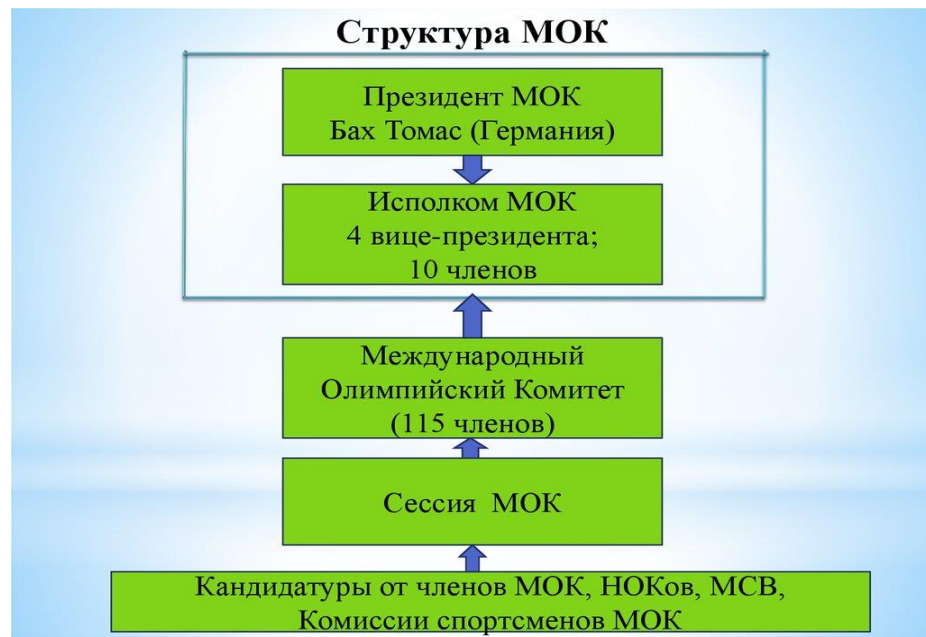 Структура МОК
Президент МОК
Бах Томас (Германия)
Исполком МОК
4 вице-президента;
10 членов
Международный
Олимпийский Комитет
(115 членов)
Сессия МОК
Кандидатуры от членов МОК, НОКов, МСВ,
Комиссии спортсменов МОК